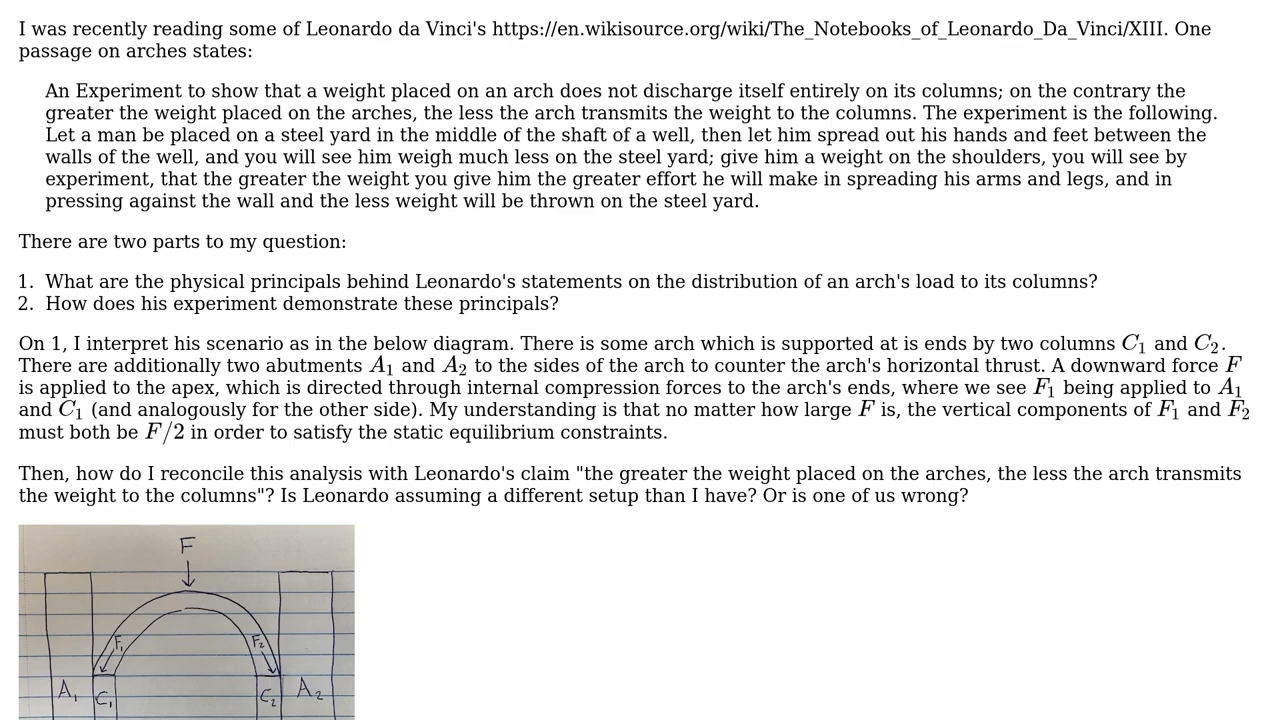 I was recently reading some of Leonardo da Vinci's https://en.wikisource.org/wiki/The_Notebooks_of_Leonardo_Da_Vinci/XIII. One
passage on arches states:
An Experiment to show that a weight placed on an arch does not discharge itself entirely on its columns; on the contrary the
greater the weight placed on the arches, the less the arch transmits the weight to the columns. The experiment is the following.
Let a man be placed on a steel yard in the middle of the shaft of a well, then let him spread out his hands and feet between the
walls of the well, and you will see him weigh much less on the steel yard; give him a weight on the shoulders, you will see by
experiment, that the greater the weight you give him the greater effort he will make in spreading his arms and legs, and in
pressing against the wall and the less weight will be thrown on the steel yard.
There are two parts to my question:
1. What are the physical principals behind Leonardo's statements on the distribution of an arch's load to its columns?
2. How does his experiment demonstrate these principals?
On 1, I interpret his scenario as in the below diagram. There is some arch which is supported at is ends by two columns C₁ and C₂.
There are additionally two abutments A₁ and A₂ to the sides of the arch to counter the arch's horizontal thrust. A downward force F
is applied to the apex, which is directed through internal compression forces to the arch's ends, where we see F₁ being applied to A₁
and C₁ (and analogously for the other side). My understanding is that no matter how large F is, the vertical components of F₁ and F₂
must both be F/2 in order to satisfy the static equilibrium constraints.
Then, how do I reconcile this analysis with Leonardo's claim "the greater the weight placed on the arches, the less the arch transmits
the weight to the columns"? Is Leonardo assuming a different setup than I have? Or is one of us wrong?
F
F₁ F₂
A₁ C₁ C₂ A₂